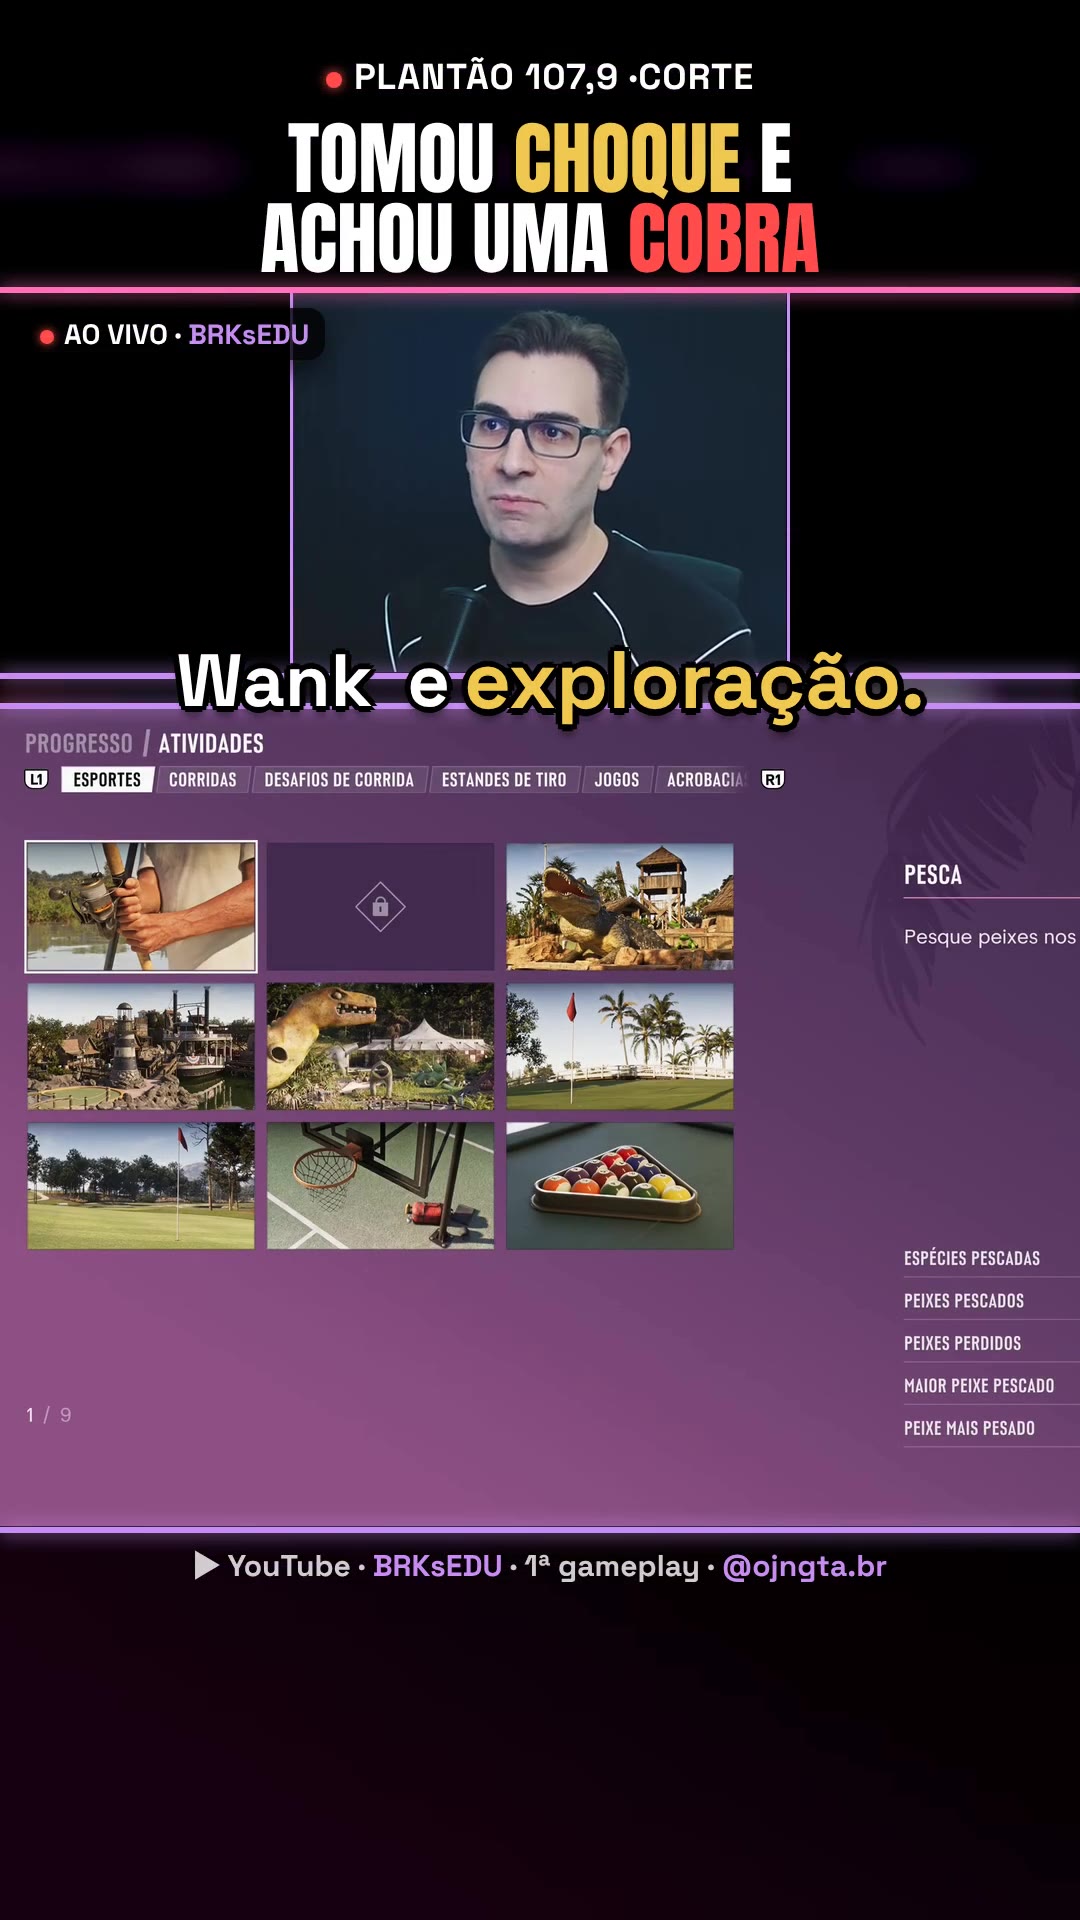 PLANTÃO 107,9 ·CORTE
TOMOU CHOQUE E
ACHOU UMA COBRA
AO VIVO · BRKsEDU
Wank e exploração.
PROGRESSO / ATIVIDADES
L1 ESPORTES CORRIDAS DESAFIOS DE CORRIDA ESTANDES DE TIRO JOGOS ACROBACIA R1
PESCA
Pesque peixes nos
ESPÉCIES PESCADAS
PEIXES PESCADOS
PEIXES PERDIDOS
MAIOR PEIXE PESCADO
PEIXE MAIS PESADO
1 / 9
YouTube · BRKsEDU · 1ª gameplay · @ojngta.br